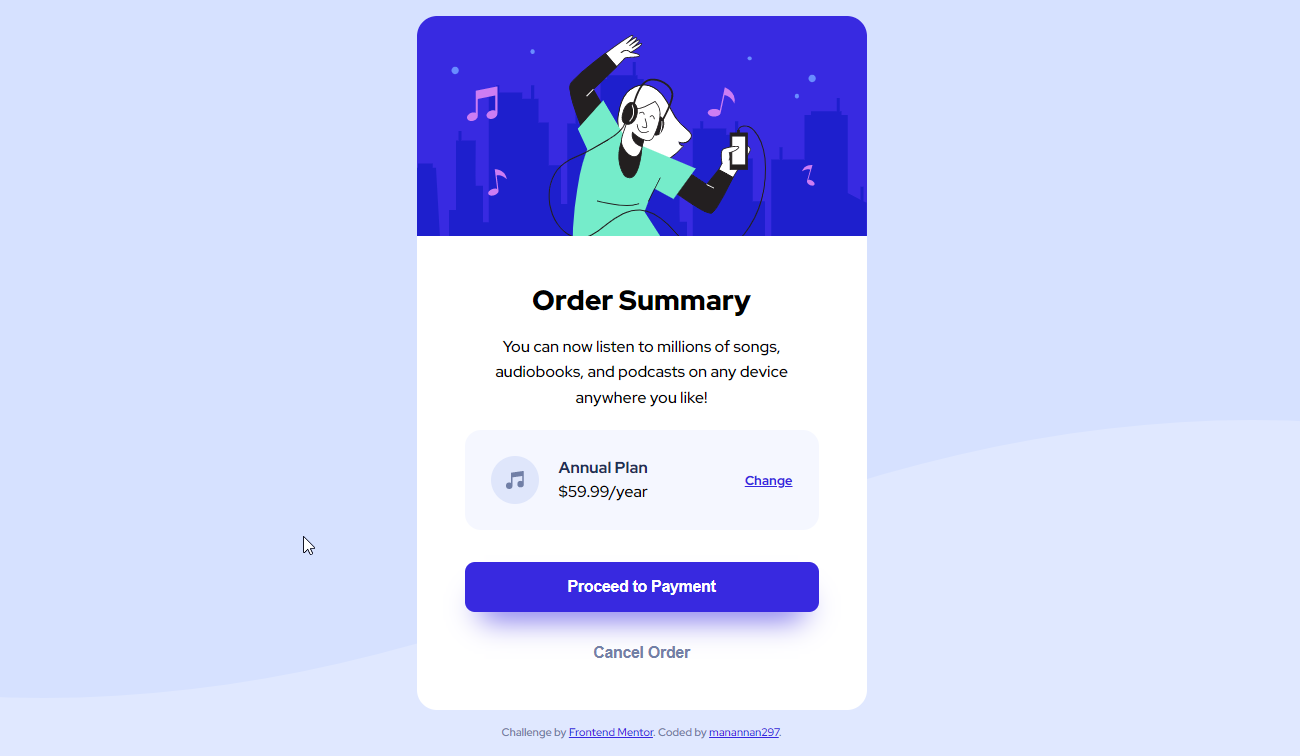 Order Summary
You can now listen to millions of songs,
audiobooks, and podcasts on any device
anywhere you like!
Annual Plan
$59.99/year
Change
Proceed to Payment
Cancel Order
Challenge by Frontend Mentor. Coded by manannan297.